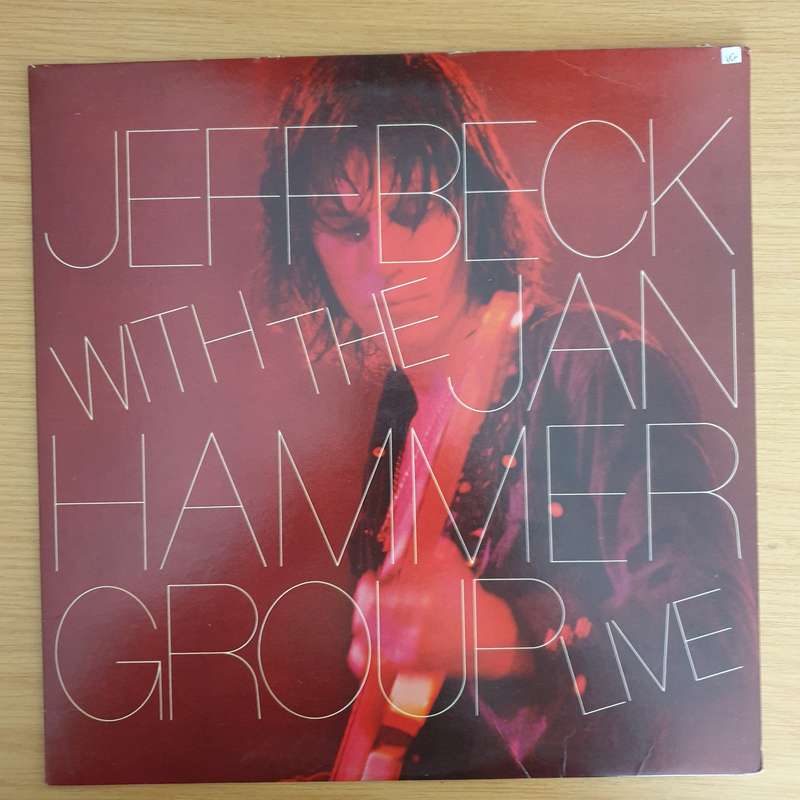 JEFF BECK
WITH THE JAN
HAMMER
GROUP LIVE